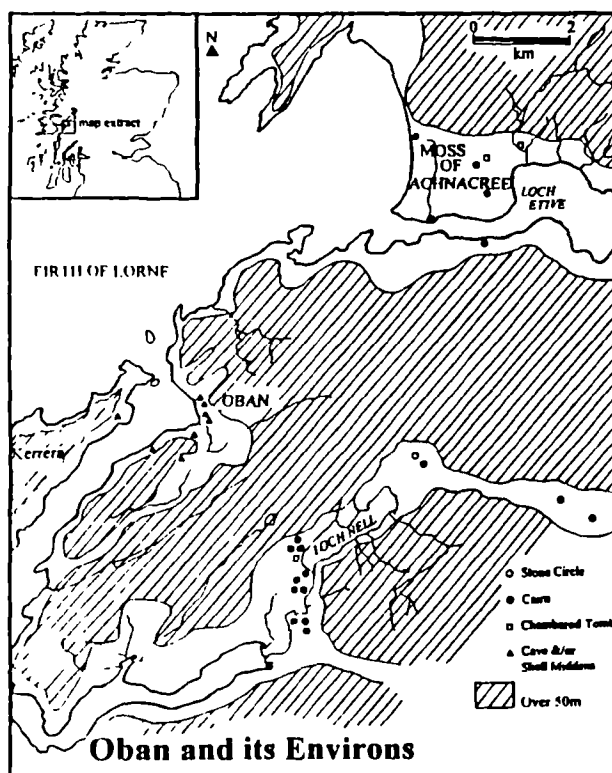 N
0 2
km
map extract
MOSS
OF
ACHNACREE
LOCH
ETIVE
FIRTH OF LORNE
OBAN
Kerrera
LOCH NELL
Stone Circle
Cairn
Chambered Tomb
Cave &/or
Shell Middens
Over 50m
Oban and its Environs